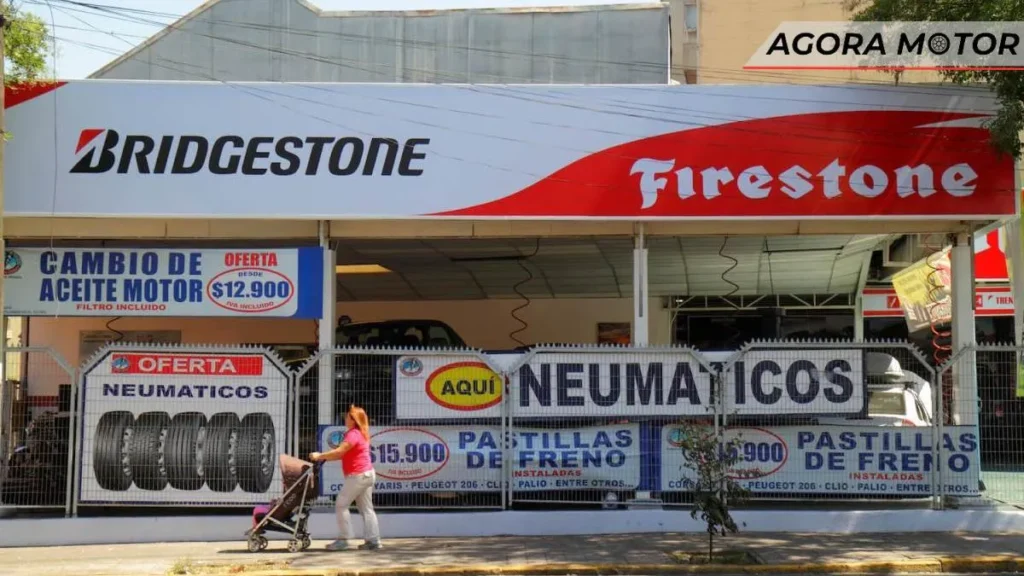 AGORA MOTOR
BRIDGESTONE
Firestone
CAMBIO DE
ACEITE MOTOR
FILTRO INCLUIDO
OFERTA
DESDE
$12.900
IVA INCLUIDO
OFERTA
NEUMATICOS
AQUÍ
NEUMATICOS
$15.900
PASTILLAS
DE FRENO
INSTALADAS
PEUGEOT 206 - CLIO - PALIO - ENTRE OTROS
PASTILLAS
DE FRENO
INSTALADAS
PEUGEOT 206 - CLIO - PALIO - ENTRE OTROS